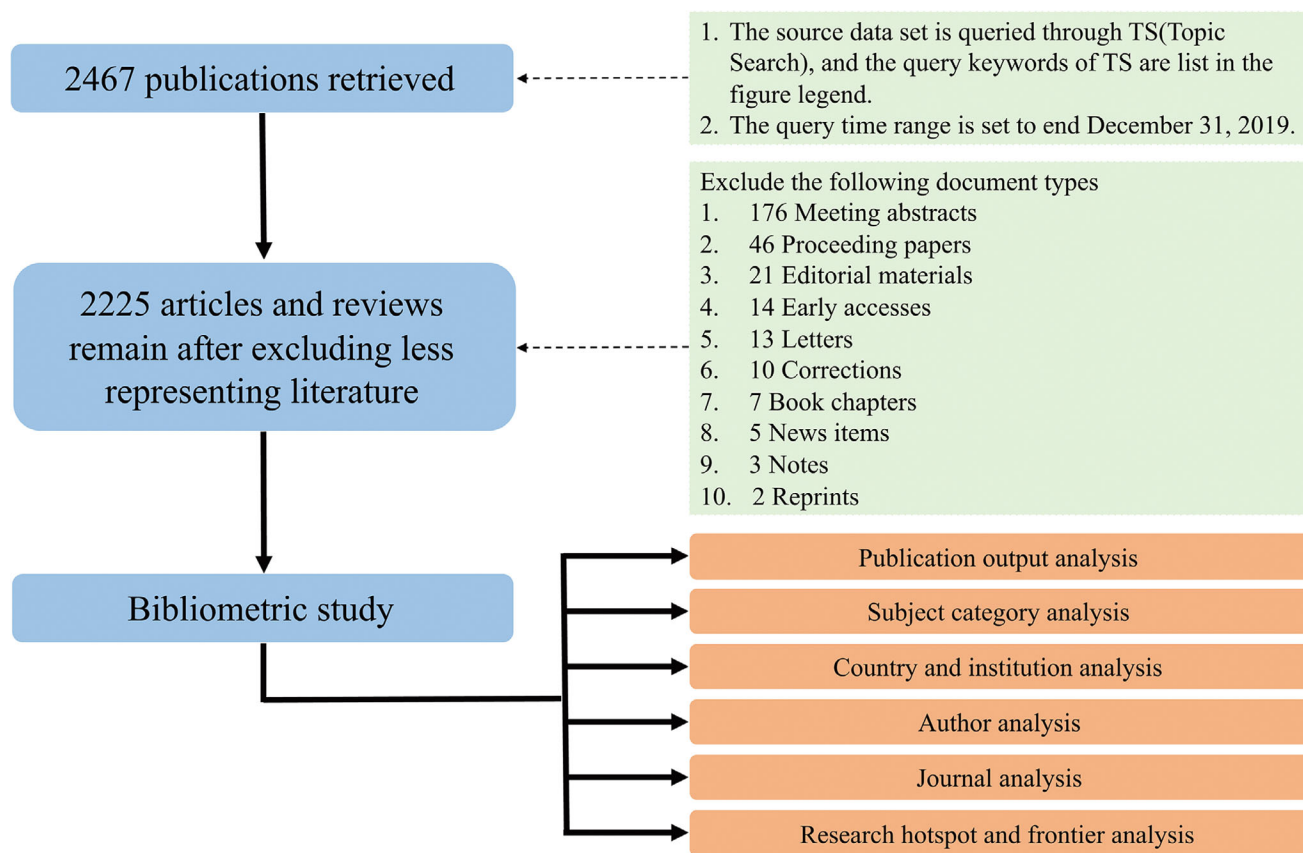 2467 publications retrieved
1. The source data set is queried through TS(Topic
Search), and the query keywords of TS are list in the
figure legend.
2. The query time range is set to end December 31, 2019.
Exclude the following document types
1. 176 Meeting abstracts
2. 46 Proceeding papers
3. 21 Editorial materials
4. 14 Early accesses
5. 13 Letters
6. 10 Corrections
7. 7 Book chapters
8. 5 News items
9. 3 Notes
10. 2 Reprints
2225 articles and reviews
remain after excluding less
representing literature
Bibliometric study
Publication output analysis
Subject category analysis
Country and institution analysis
Author analysis
Journal analysis
Research hotspot and frontier analysis